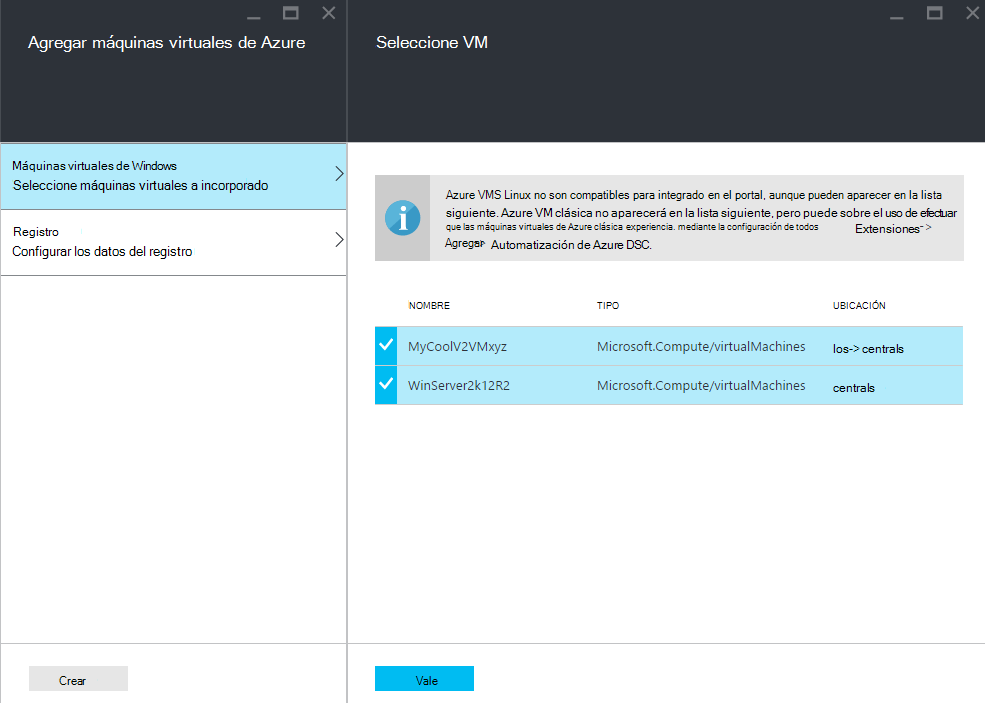 Agregar máquinas virtuales de Azure
Máquinas virtuales de Windows
Seleccione máquinas virtuales a incorporado
Registro
Configurar los datos del registro
Crear
Seleccione VM
Azure VMS Linux no son compatibles para integrado en el portal, aunque pueden aparecer en la lista
siguiente. Azure VM clásica no aparecerá en la lista siguiente, pero puede sobre el uso de efectuar
que las máquinas virtuales de Azure clásica experiencia. mediante la configuración de todos Extensiones->
Agregar-> Automatización de Azure DSC.
NOMBRE TIPO UBICACIÓN
MyCoolV2VMxyz Microsoft.Compute/virtualMachines los-> centrals
WinServer2k12R2 Microsoft.Compute/virtualMachines centrals
Vale